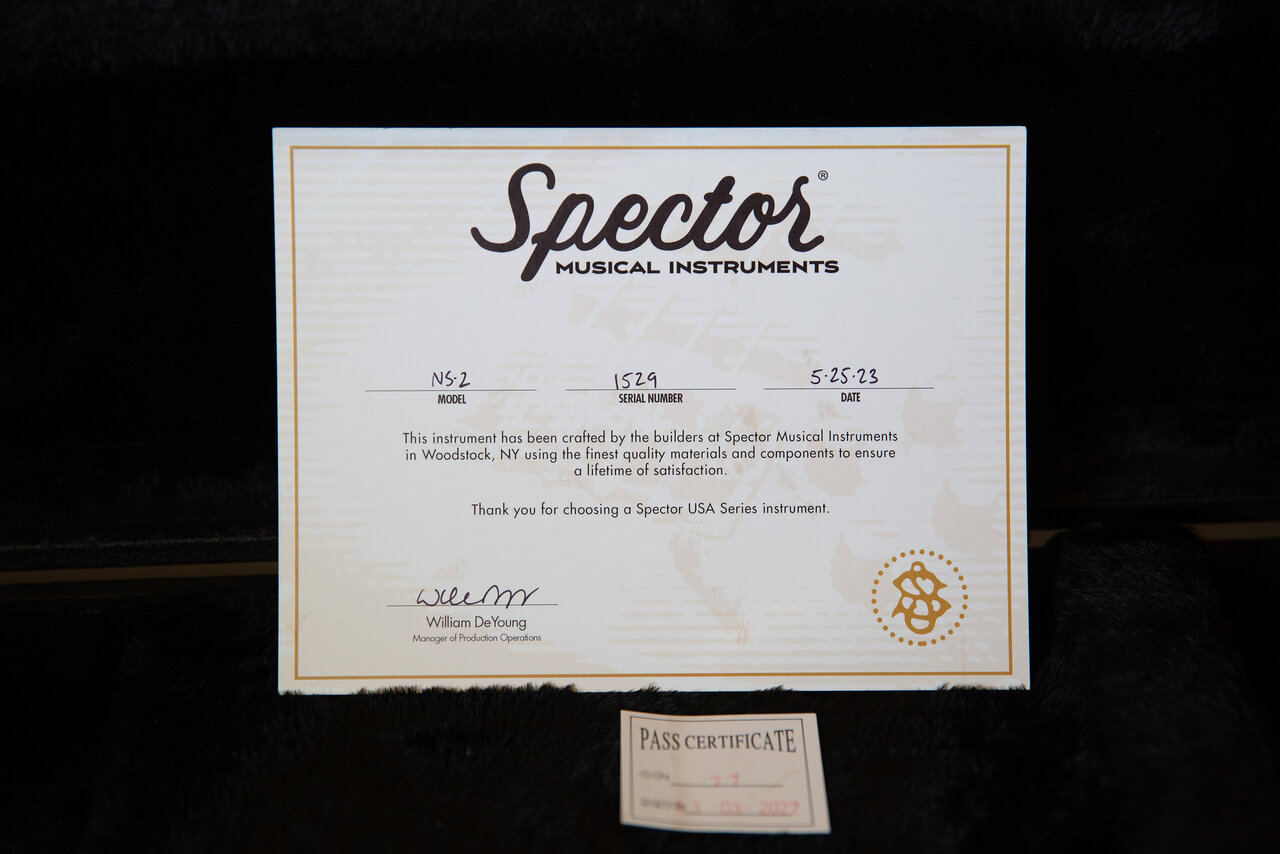 Spector®
MUSICAL INSTRUMENTS
NS-2 1529 5·25·23
MODEL SERIAL NUMBER DATE
This instrument has been crafted by the builders at Spector Musical Instruments
in Woodstock, NY using the finest quality materials and components to ensure
a lifetime of satisfaction.
Thank you for choosing a Spector USA Series instrument.
William DeYoung
Manager of Production Operations
PASS CERTIFICATE
77